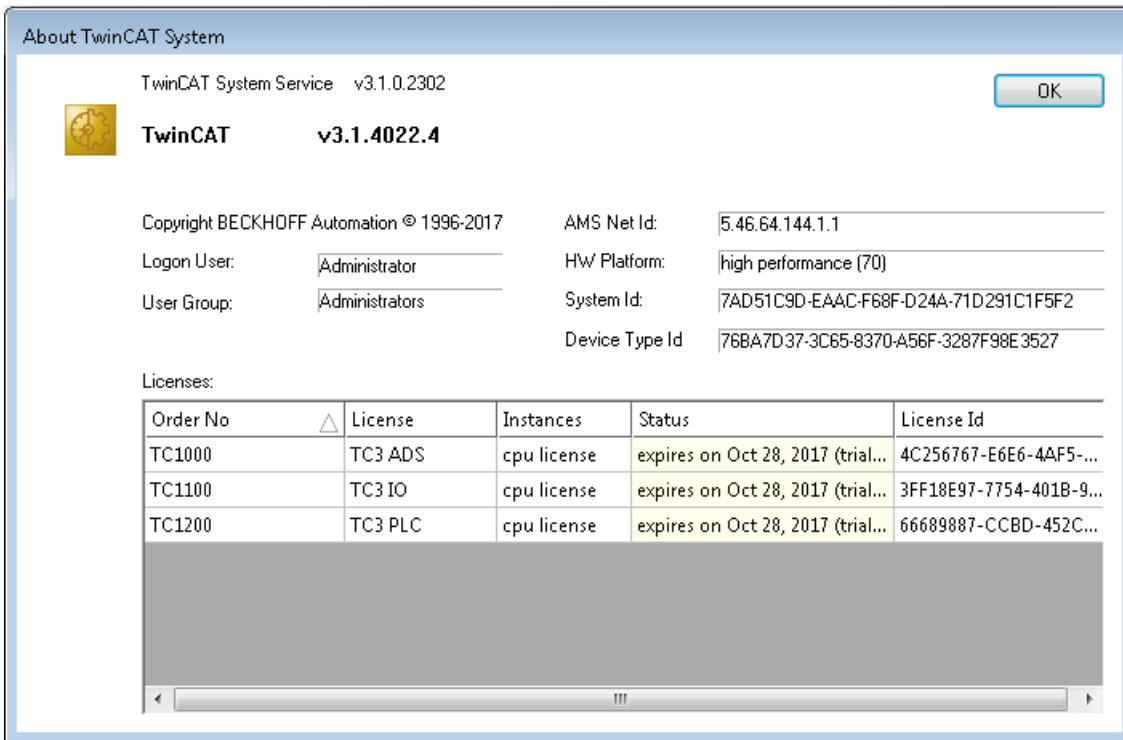 About TwinCAT System
TwinCAT System Service v3.1.0.2302
OK
TwinCAT v3.1.4022.4
Copyright BECKHOFF Automation © 1996-2017
AMS Net Id: 5.46.64.144.1.1
Logon User: Administrator
HW Platform: high performance (70)
User Group: Administrators
System Id: 7AD51C9D-EAAC-F68F-D24A-71D291C1F5F2
Device Type Id 76BA7D37-3C65-8370-A56F-3287F98E3527
Licenses:
Order No License Instances Status License Id
TC1000 TC3 ADS cpu license expires on Oct 28, 2017 (trial... 4C256767-E6E6-4AF5-...
TC1100 TC3 IO cpu license expires on Oct 28, 2017 (trial... 3FF18E97-7754-401B-9...
TC1200 TC3 PLC cpu license expires on Oct 28, 2017 (trial... 66689887-CCBD-452C...